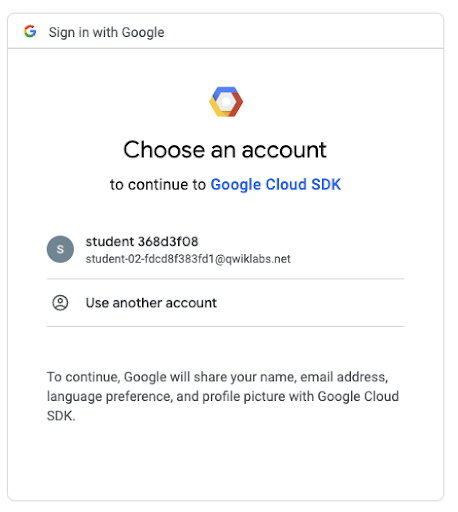 Sign in with Google
Choose an account
to continue to Google Cloud SDK
S
student 368d3f08
student-02-fdcd8f383fd1@qwiklabs.net
Use another account
To continue, Google will share your name, email address,
language preference, and profile picture with Google Cloud
SDK.